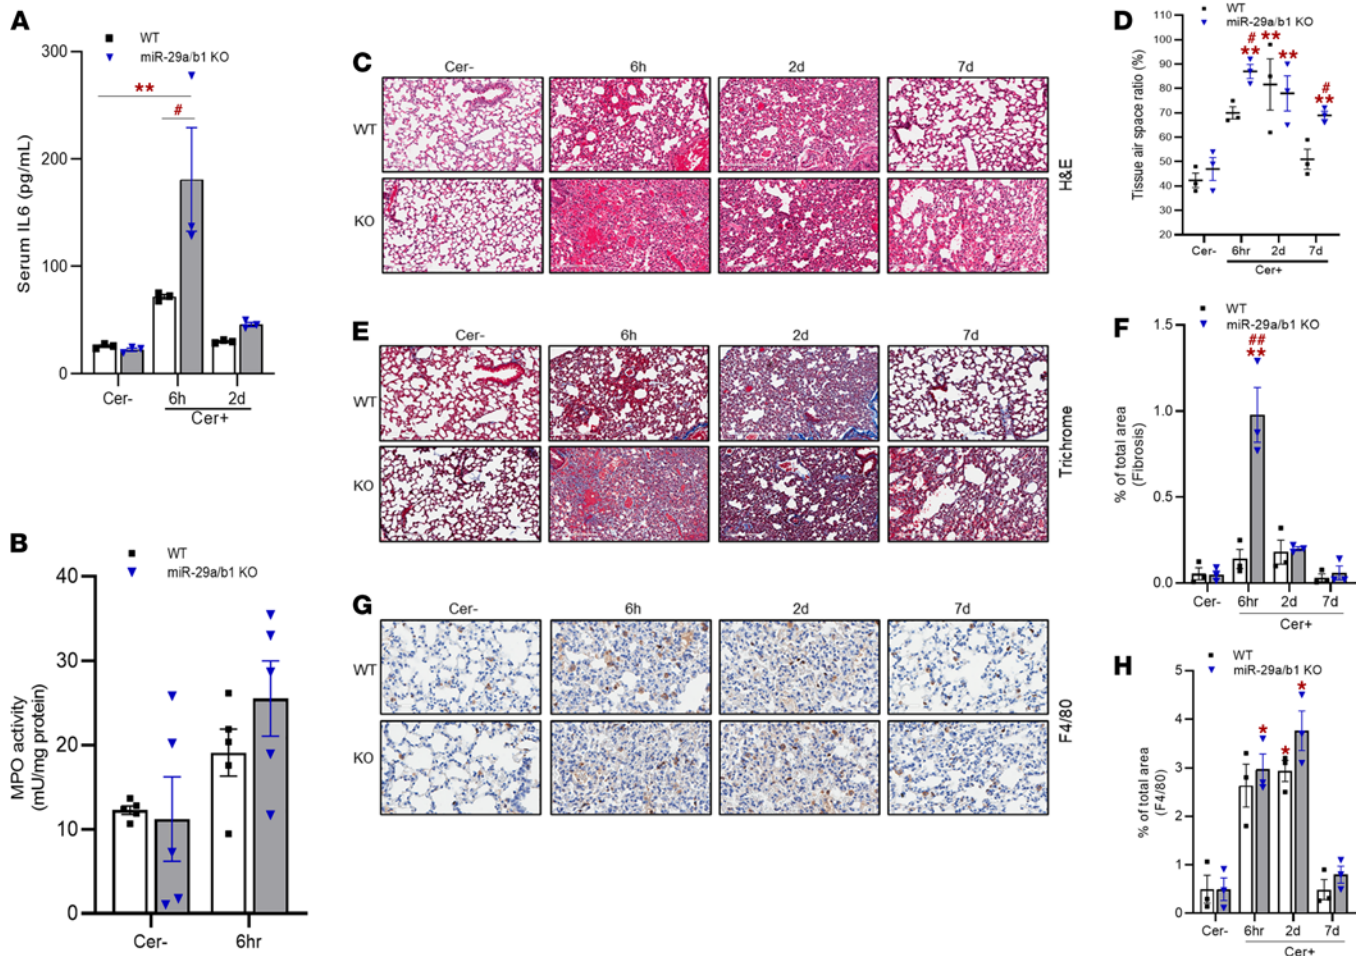 A
WT
miR-29a/b1 KO
Serum IL6 (pg/mL)
300
200
100
0
**
#
Cer-
6h
2d
Cer+
B
WT
miR-29a/b1 KO
MPO activity
(mU/mg protein)
40
30
20
10
0
Cer-
6hr
C
Cer-
6h
2d
7d
WT
KO
H&E
D
WT
miR-29a/b1 KO
Tissue air space ratio (%)
110
100
90
80
70
60
50
40
30
20
#
**
**
**
#
**
Cer-
6hr
2d
7d
Cer+
E
Cer-
6h
2d
7d
WT
KO
Trichrome
F
WT
miR-29a/b1 KO
% of total area
(Fibrosis)
1.5
1.0
0.5
0.0
##
**
Cer-
6hr
2d
7d
Cer+
G
Cer-
6h
2d
7d
WT
KO
F4/80
H
WT
miR-29a/b1 KO
% of total area
(F4/80)
5
4
3
2
1
0
*
*
*
Cer-
6hr
2d
7d
Cer+